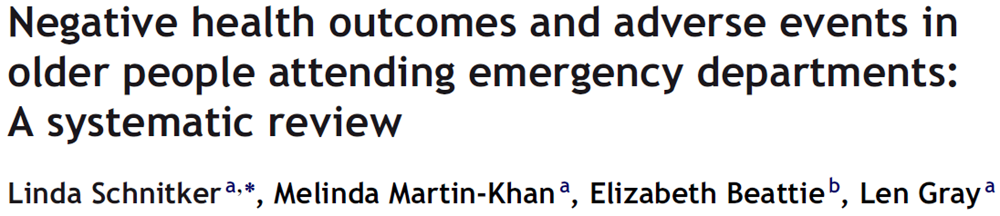 Negative health outcomes and adverse events in
older people attending emergency departments:
A systematic review
Linda Schnitker a,*, Melinda Martin-Khan a, Elizabeth Beattie b, Len Gray a